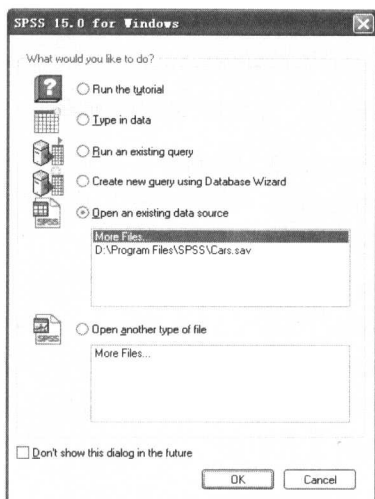 SPSS 15.0 for Windows
What would you like to do?
Run the tutorial
Type in data
Run an existing query
Create new query using Database Wizard
Open an existing data source
More Files...
D:\Program Files\SPSS\Cars.sav
SPSS
Open another type of file
More Files...
SPSS
Don't show this dialog in the future
OK
Cancel